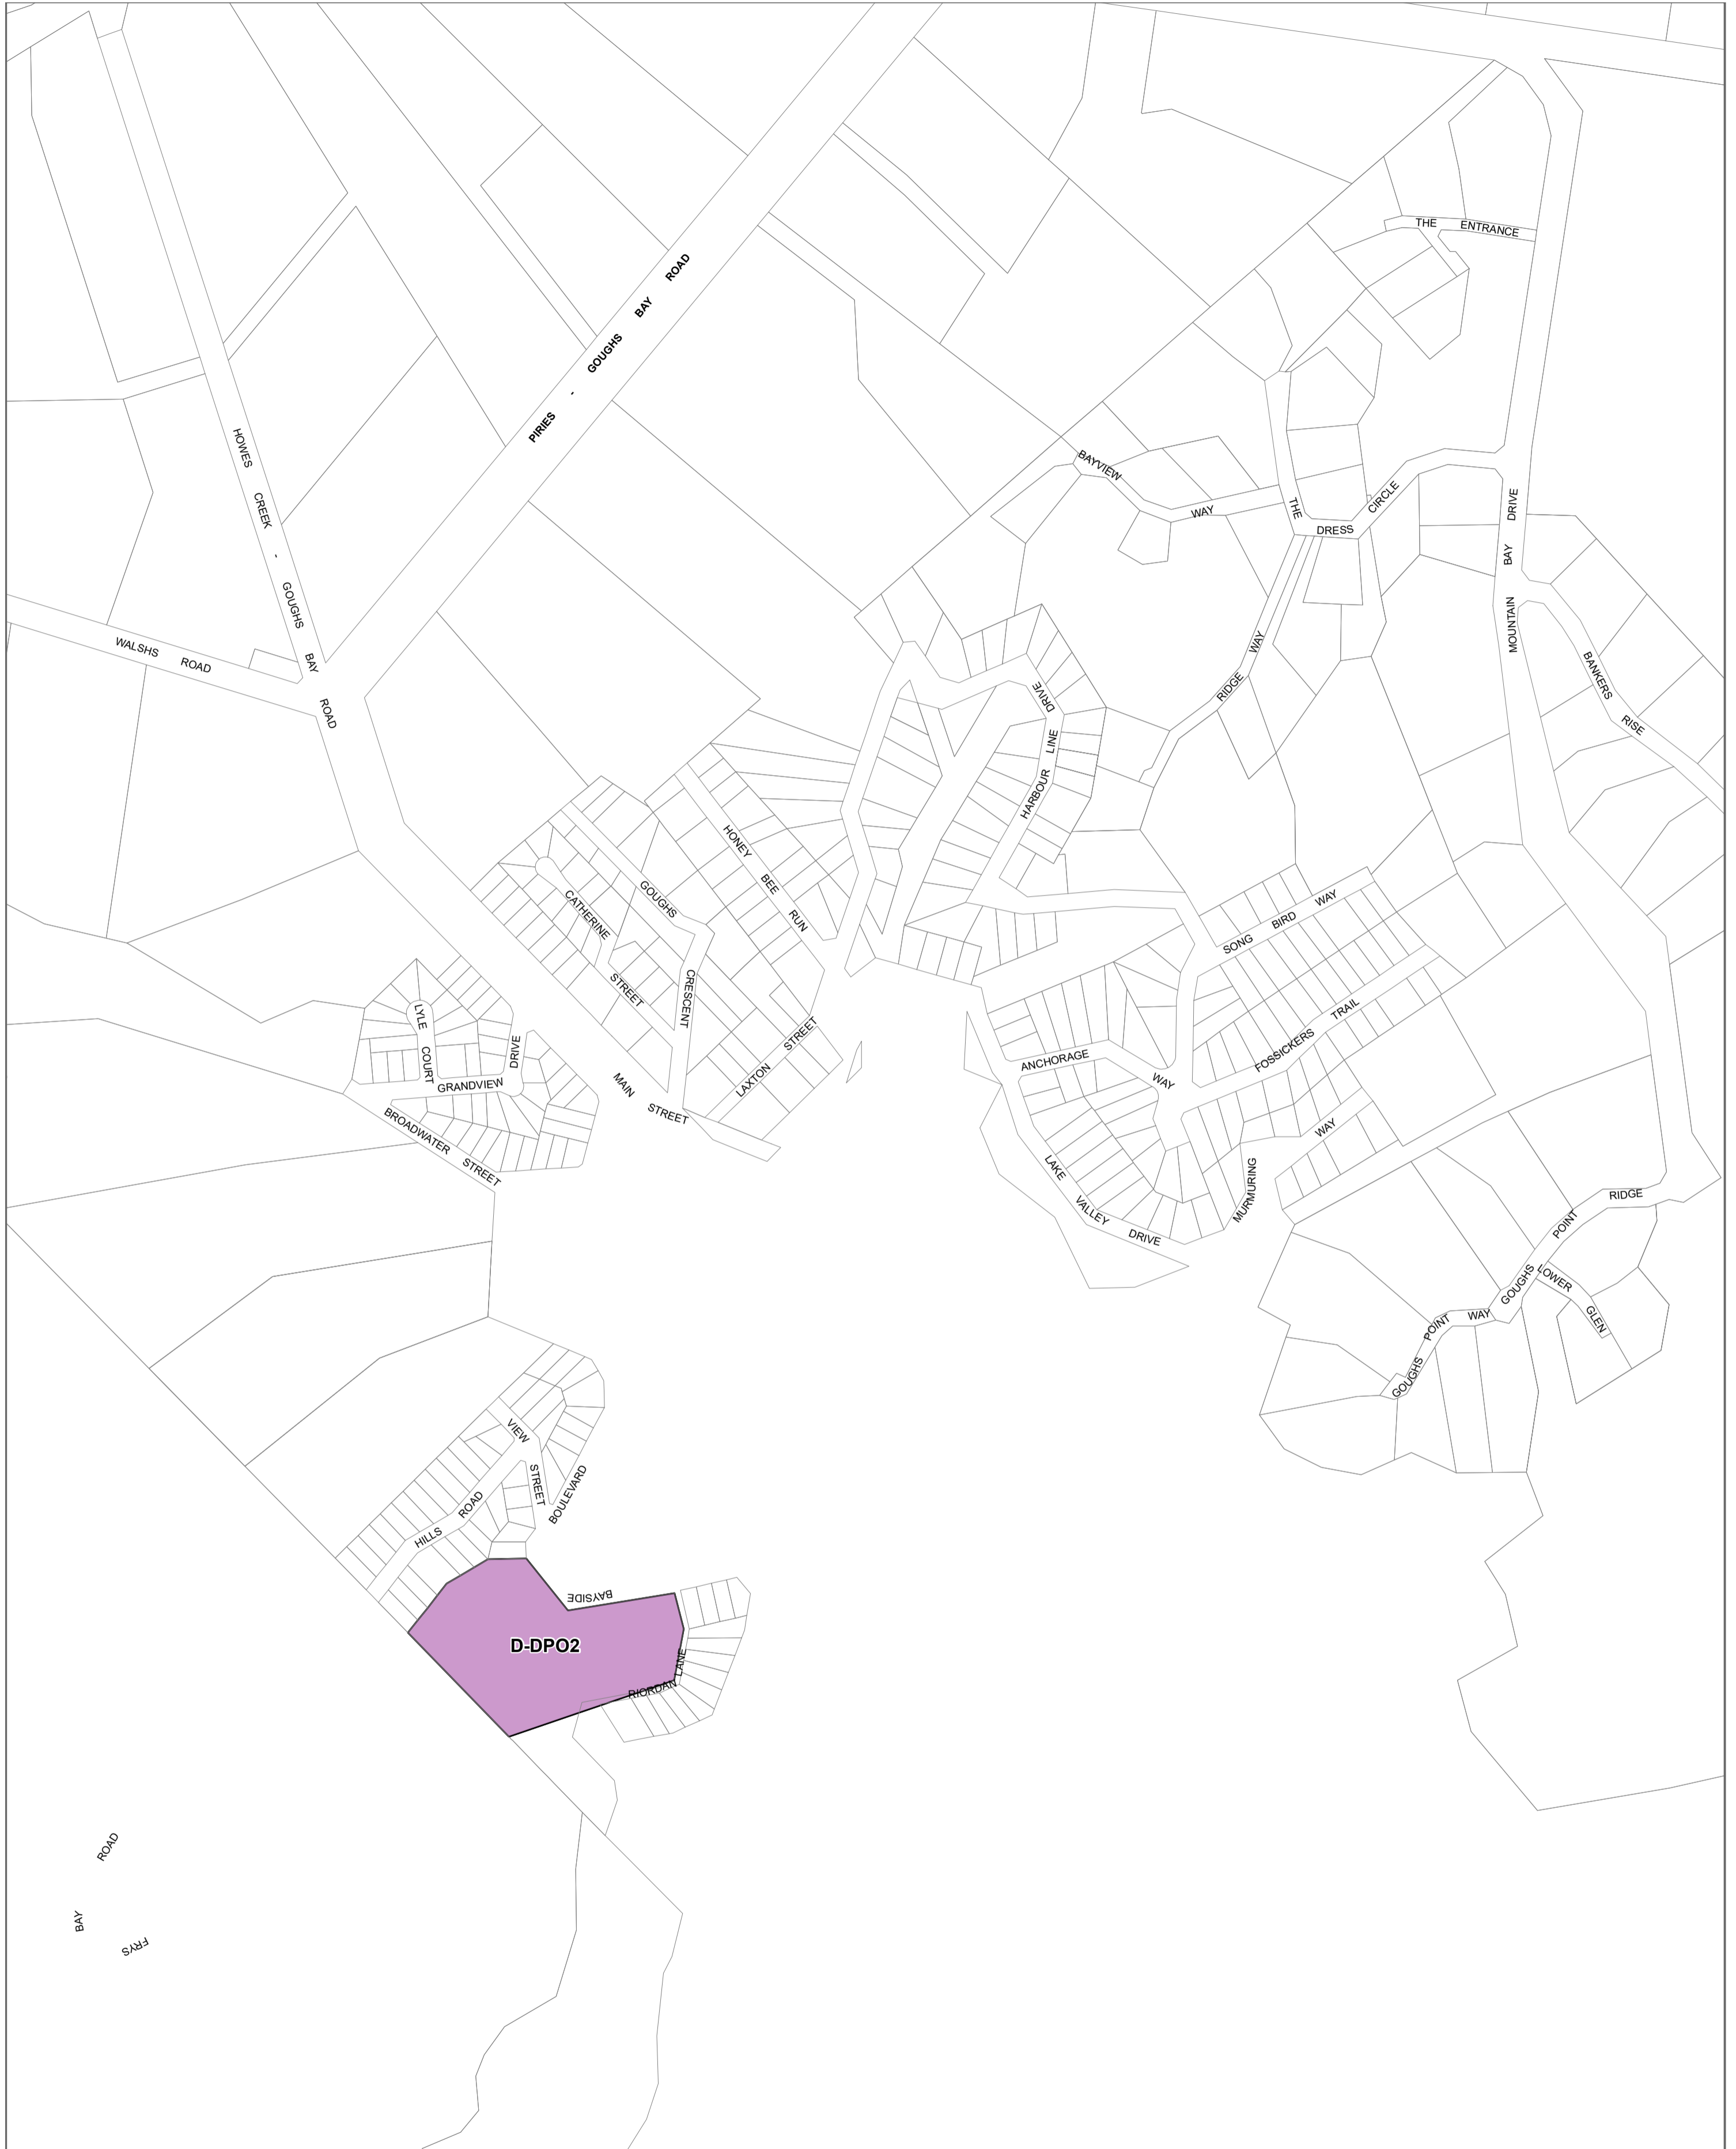 THE ENTRANCE
PIRIES - GOUGHS BAY ROAD
HOWES CREEK - GOUGHS BAY ROAD
BAYVIEW WAY
THE DRESS CIRCLE
MOUNTAIN BAY DRIVE
WALSHS ROAD
RIDGE WAY
BANKERS RISE
HARBOUR LINE DRIVE
HONEY BEE RUN
GOUGHS CRESCENT
CATHERINE STREET
SONG BIRD WAY
FOSSICKERS TRAIL
LYLE COURT
GRANDVIEW DRIVE
BROADWATER STREET
MAIN STREET
LAXTON STREET
ANCHORAGE WAY
LAKE VALLEY DRIVE
MURMURING WAY
GOUGHS POINT RIDGE
LOWER GLEN
GOUGHS POINT WAY
VIEW STREET
HILLS ROAD
BAYSIDE BOULEVARD
D-DPO2
RIORDAN LANE
FRYS BAY ROAD